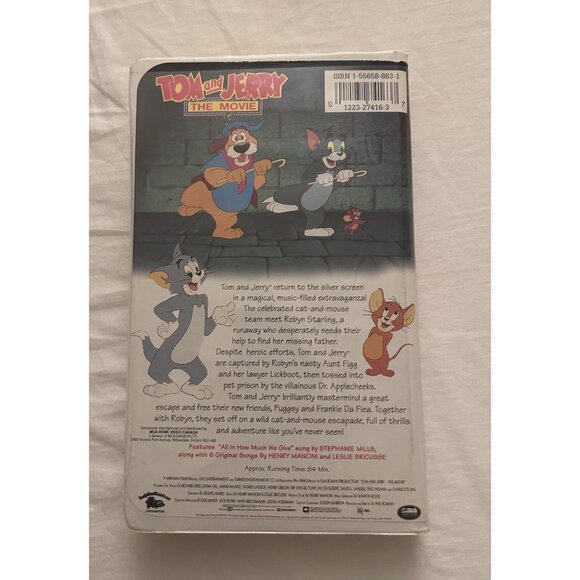 TOM and JERRY
THE MOVIE
ISBN 1-55658-863-1
0
7
1223-27416-3
Tom and Jerry™ return to the silver screen
in a magical, music-filled extravaganza!
The celebrated cat-and-mouse
team meet Robyn Starling, a
runaway who desperately needs their
help to find her missing father.
Despite heroic efforts, Tom and Jerry™
are captured by Robyn's nasty Aunt Figg
and her lawyer Lickboot, then tossed into
pet prison by the villainous Dr. Applecheeks.
Tom and Jerry™ brilliantly mastermind a great
escape and free their new friends, Puggsy and Frankie Da Flea. Together
with Robyn, they set off on a wild cat-and-mouse escapade, full of thrills
and adventure like you've never seen!
MCA HOME VIDEO CANADA
Features "All In How Much We Give" sung by STEPHANIE MILLS,
along with 6 Original Songs By HENRY MANCINI and LESLIE BRICUSSE
Approx. Running Time: 84 Min.